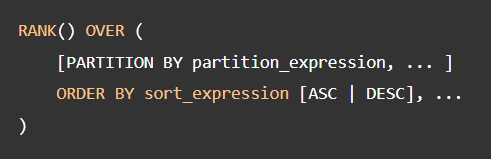 RANK() OVER (
    [PARTITION BY partition_expression, ... ]
    ORDER BY sort_expression [ASC | DESC], ...
)